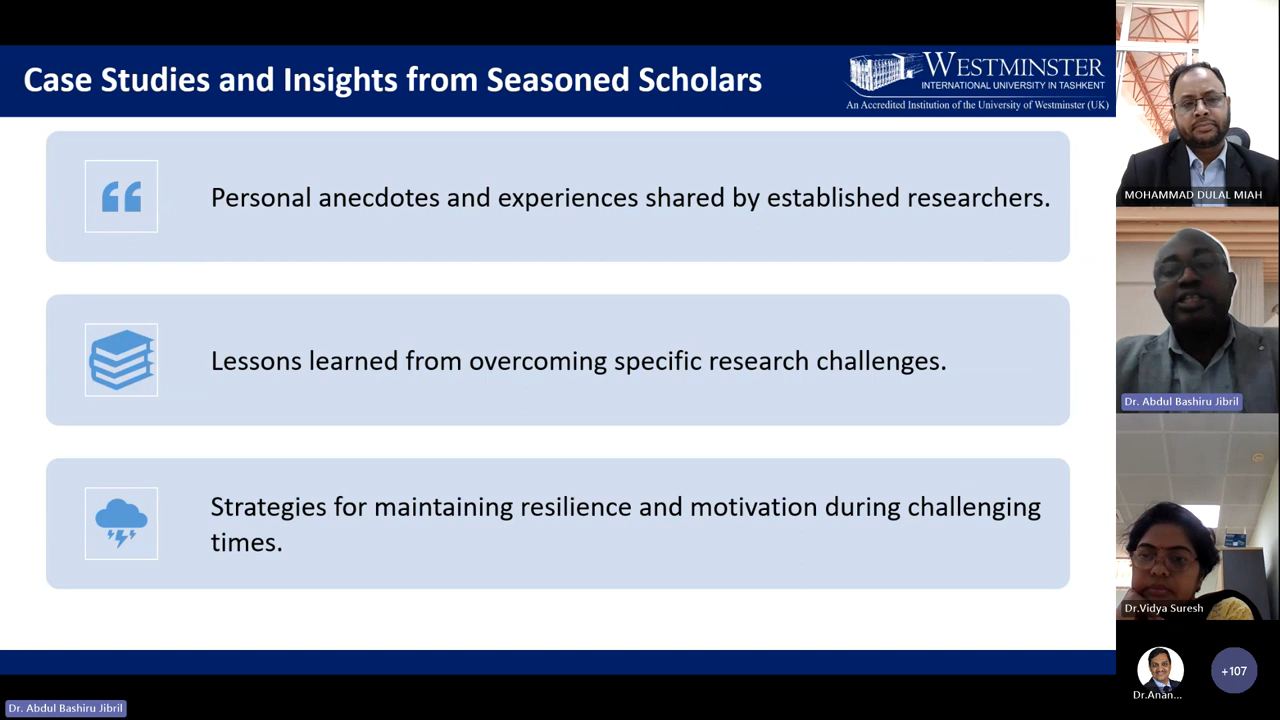 Case Studies and Insights from Seasoned Scholars
WESTMINSTER
INTERNATIONAL UNIVERSITY IN TASHKENT
An Accredited Institution of the University of Westminster (UK)
Personal anecdotes and experiences shared by established researchers.
Lessons learned from overcoming specific research challenges.
Strategies for maintaining resilience and motivation during challenging
times.
MOHAMMAD DULAL MIAH
Dr. Abdul Bashiru Jibril
Dr.Vidya Suresh
Dr.Anan...
+107
Dr. Abdul Bashiru Jibril